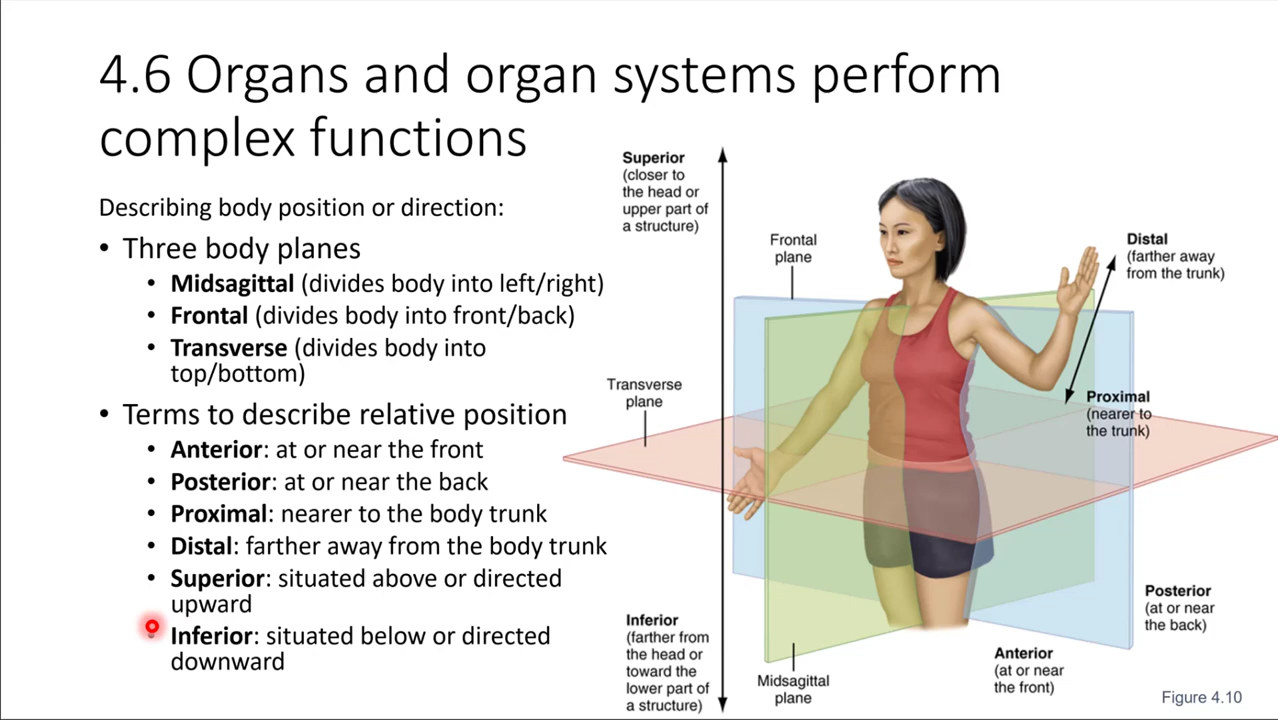 4.6 Organs and organ systems perform
complex functions
Describing body position or direction:
• Three body planes
• Midsagittal (divides body into left/right)
• Frontal (divides body into front/back)
• Transverse (divides body into
top/bottom)
• Terms to describe relative position
• Anterior: at or near the front
• Posterior: at or near the back
• Proximal: nearer to the body trunk
• Distal: farther away from the body trunk
• Superior: situated above or directed
upward
Inferior: situated below or directed
downward
Superior
(closer to
the head or
upper part of
a structure)
Frontal
plane
Distal
(farther away
from the trunk)
Transverse
plane
Proximal
(nearer to
the trunk)
Inferior
(farther from
the head or
toward the
lower part of
a structure)
Midsagittal
plane
Anterior
(at or near
the front)
Posterior
(at or near
the back)
Figure 4.10